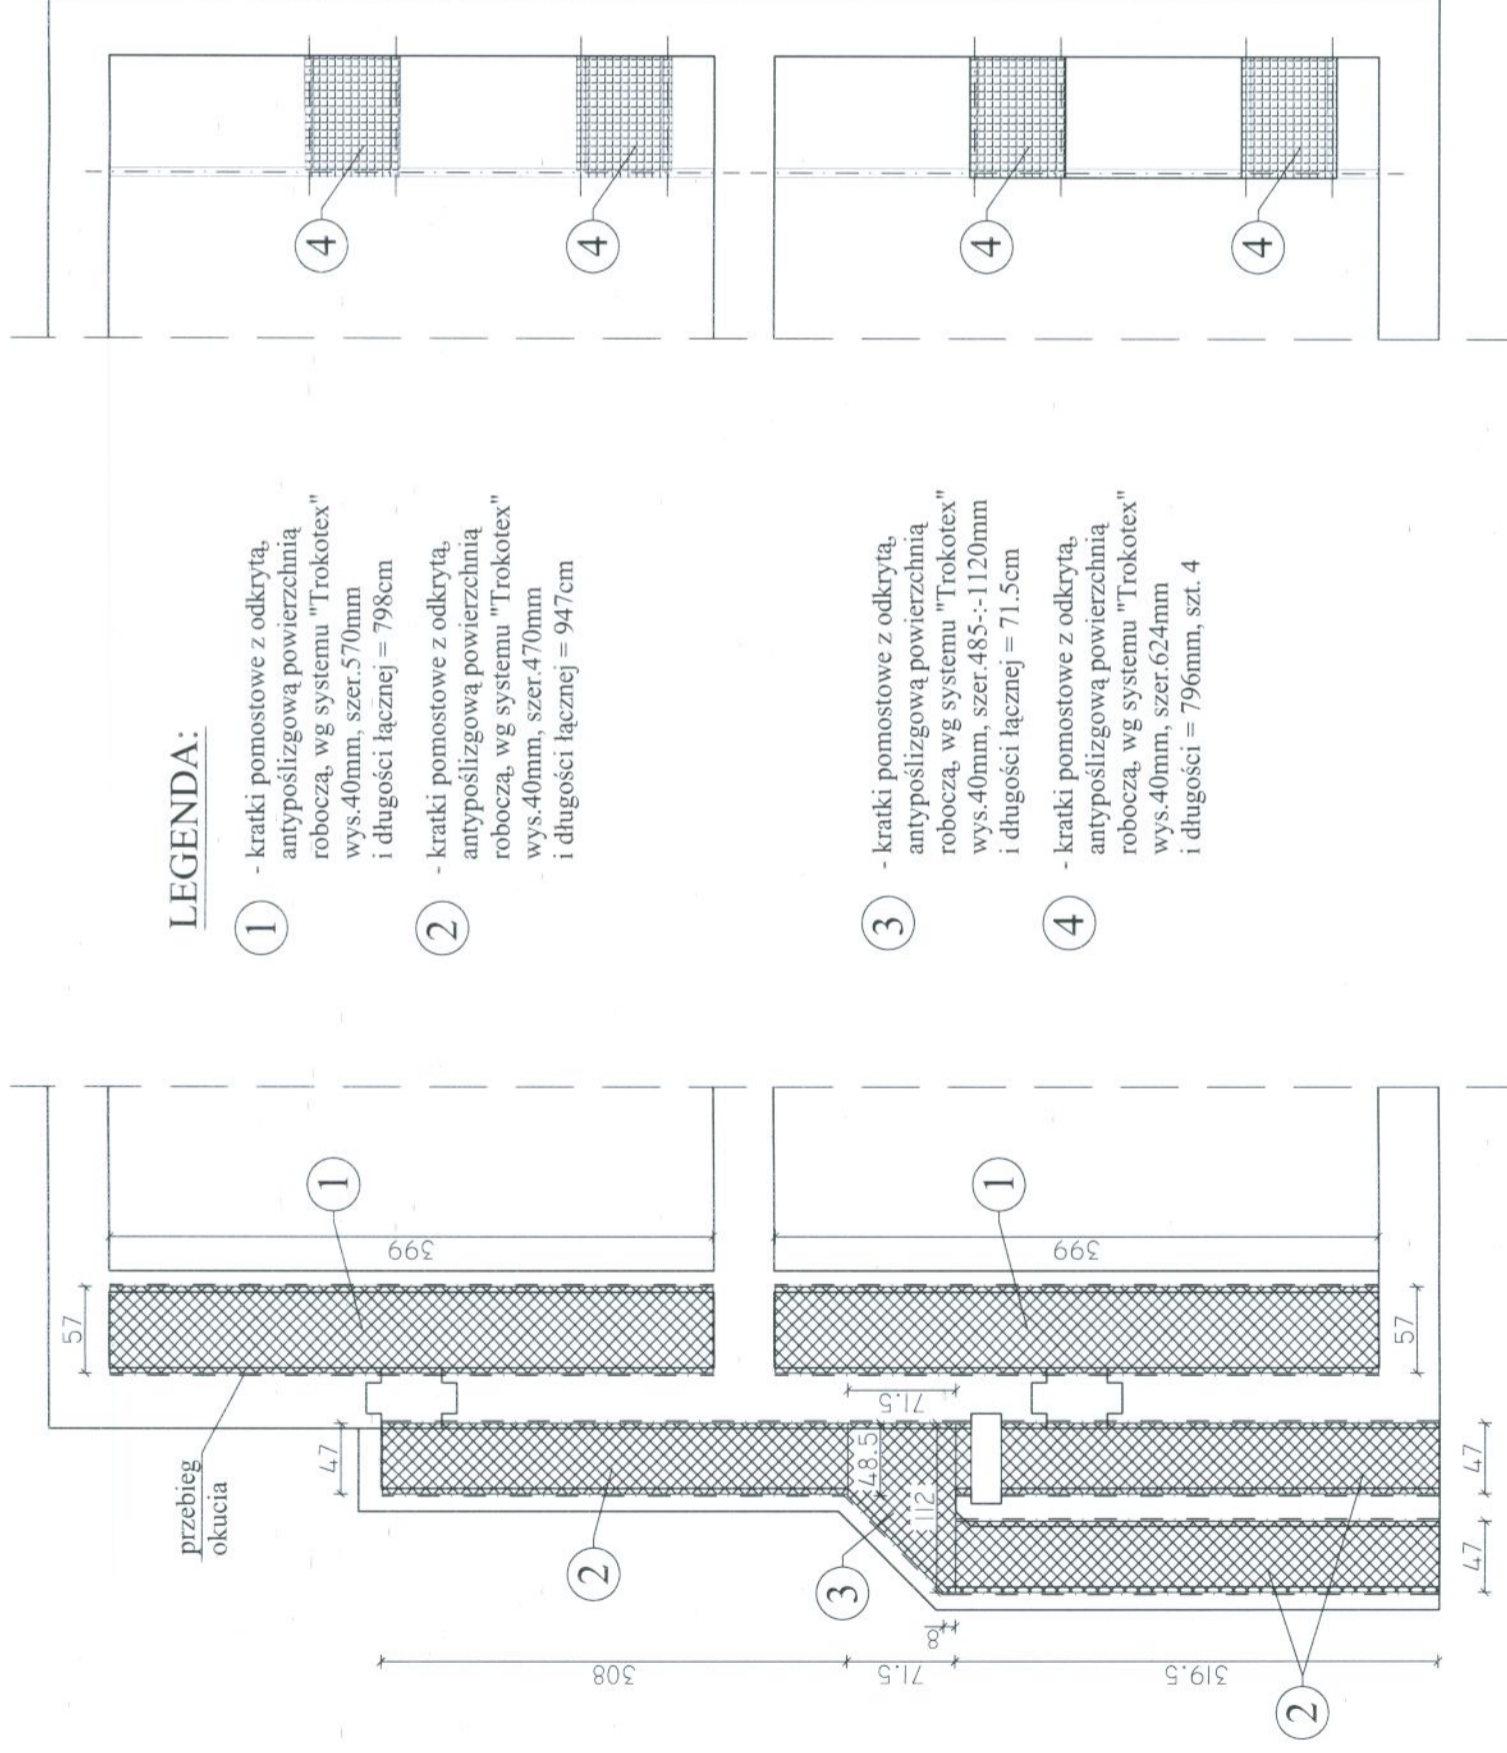 LEGENDA:
1
- kratki pomostowe z odkrytą,
antypoślizgową powierzchnią
roboczą, wg systemu "Trokotex"
wys.40mm, szer.570mm
i długości łącznej = 798cm
2
- kratki pomostowe z odkrytą,
antypoślizgową powierzchnią
roboczą, wg systemu "Trokotex"
wys.40mm, szer.470mm
i długości łącznej = 947cm
3
- kratki pomostowe z odkrytą,
antypoślizgową powierzchnią
roboczą, wg systemu "Trokotex"
wys.40mm, szer.485-:-1120mm
i długości łącznej = 71.5cm
4
- kratki pomostowe z odkrytą,
antypoślizgową powierzchnią
roboczą, wg systemu "Trokotex"
wys.40mm, szer.624mm
i długości = 796mm, szt. 4
4
4
4
4
1
1
399
399
57
57
przebieg
okucia
47
71.5
48.5
112
47
47
2
3
8
308
71.5
319.5
2